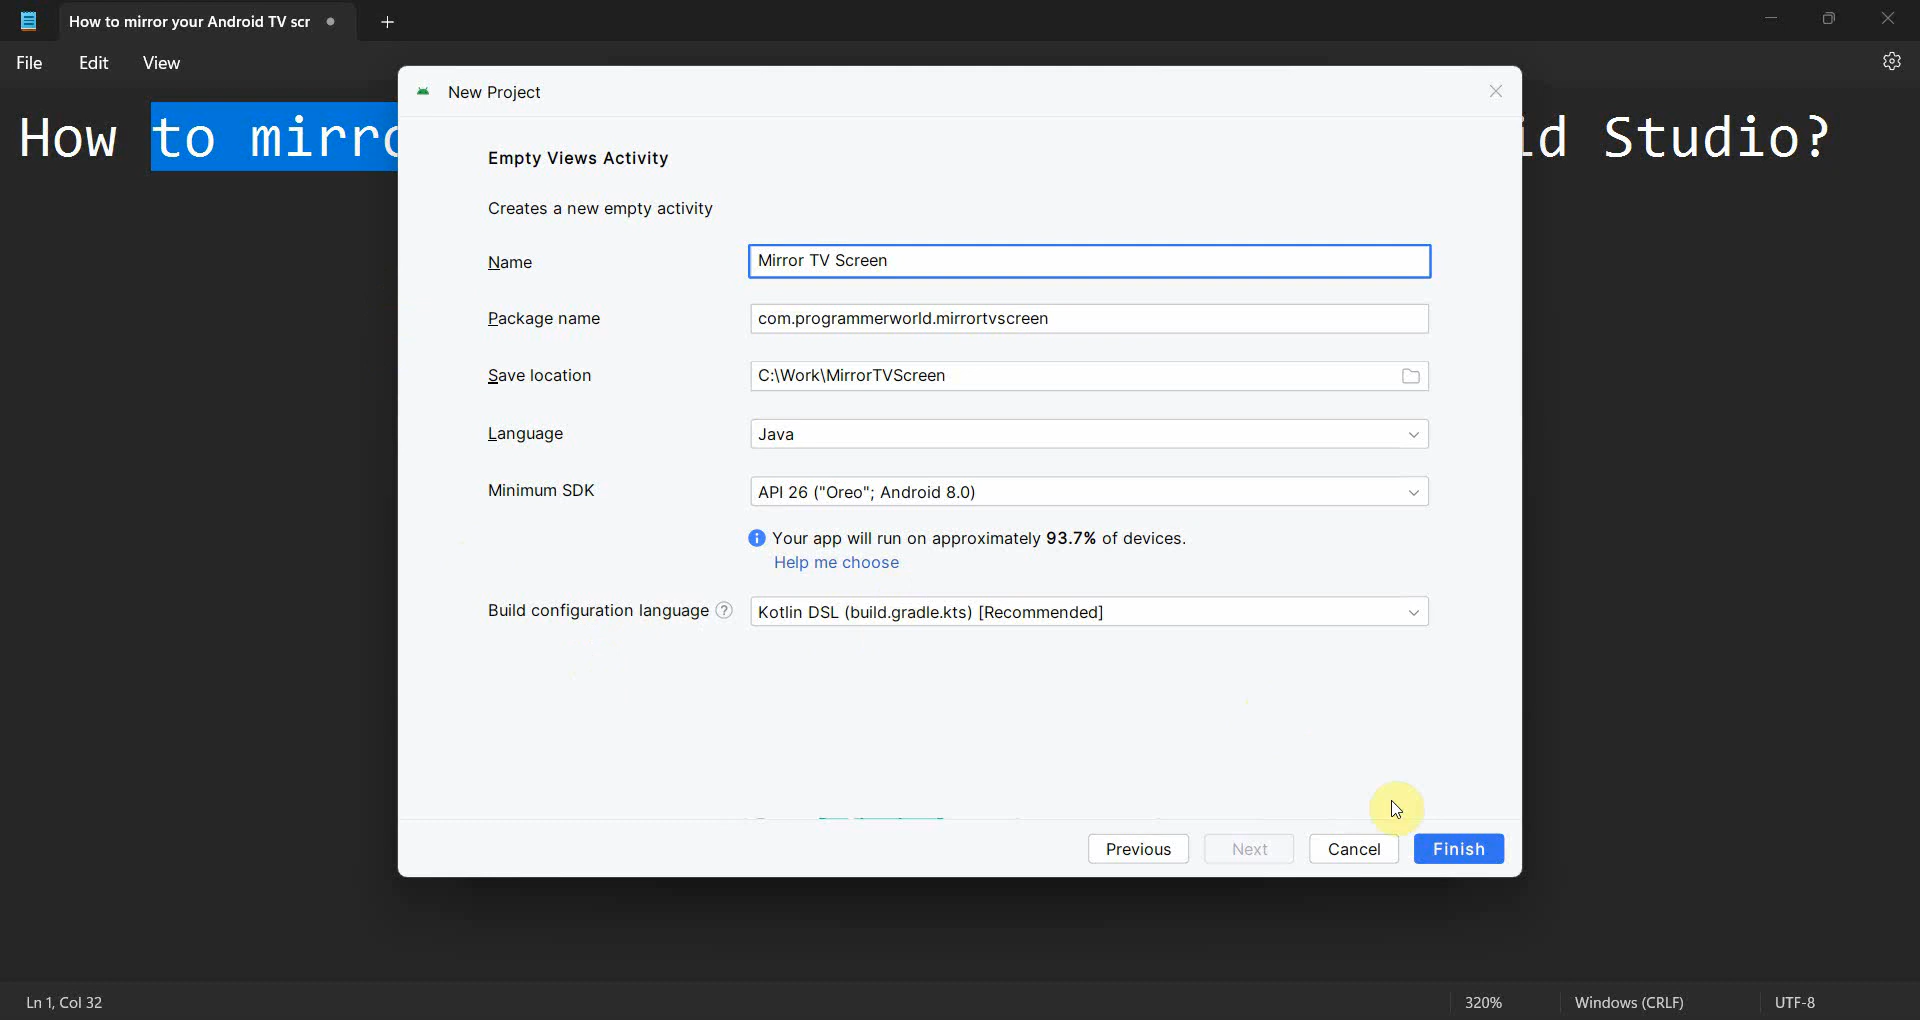 How to mirror your Android TV scr
File Edit View
How to mirr
id Studio?
New Project
Empty Views Activity
Creates a new empty activity
Name Mirror TV Screen
Package name com.programmerworld.mirrortvscreen
Save location C:\Work\MirrorTVScreen
Language Java
Minimum SDK API 26 ("Oreo"; Android 8.0)
Your app will run on approximately 93.7% of devices.
Help me choose
Build configuration language ? Kotlin DSL (build.gradle.kts) [Recommended]
Previous Next Cancel Finish
Ln 1, Col 32 320% Windows (CRLF) UTF-8